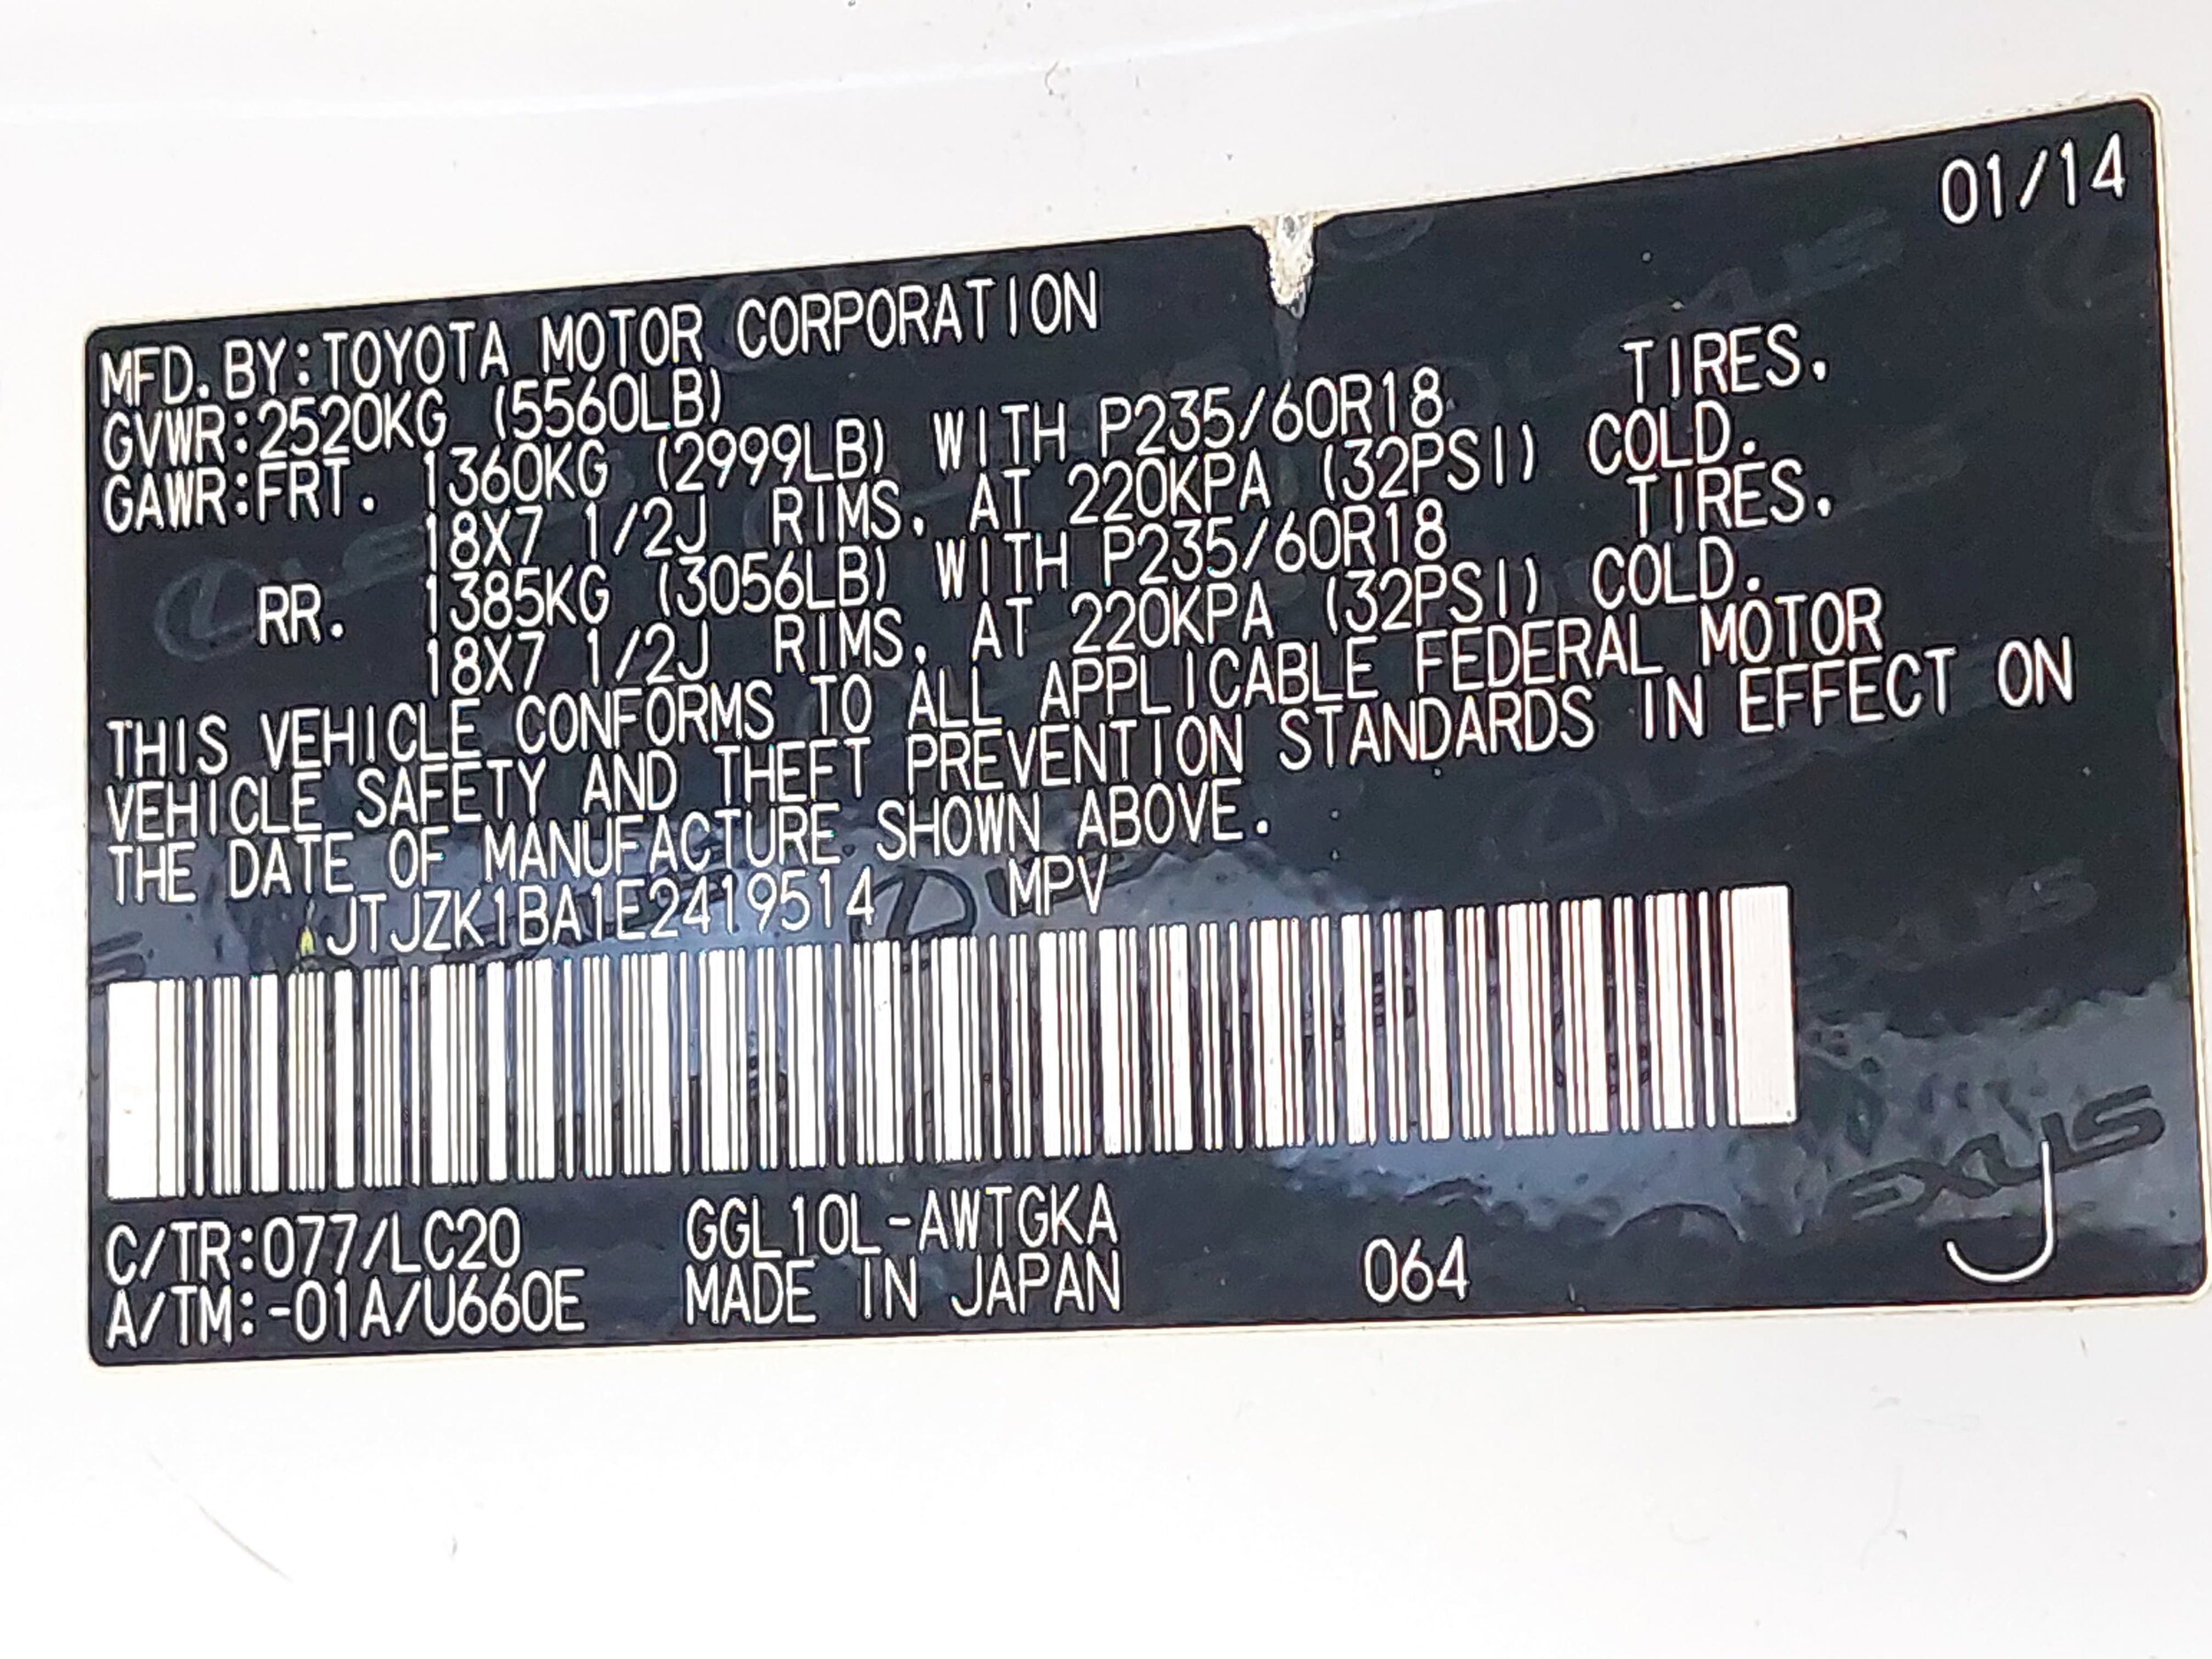 01/14
MFD.BY:TOYOTA MOTOR CORPORATION
GVWR:2520KG (5560LB)
GAWR:FRT. 1360KG (2999LB) WITH P235/60R18 TIRES.
18X7 1/2J RIMS, AT 220KPA (32PSI) COLD.
RR. 1385KG (3056LB) WITH P235/60R18 TIRES.
18X7 1/2J RIMS, AT 220KPA (32PSI) COLD.
THIS VEHICLE CONFORMS TO ALL APPLICABLE FEDERAL MOTOR
VEHICLE SAFETY AND THEFT PREVENTION STANDARDS IN EFFECT ON
THE DATE OF MANUFACTURE SHOWN ABOVE.
JTJZK1BA1E2419514 MPV
C/TR:077/LC20 GGL10L-AWTGKA
A/TM:-01A/U660E MADE IN JAPAN 064 J